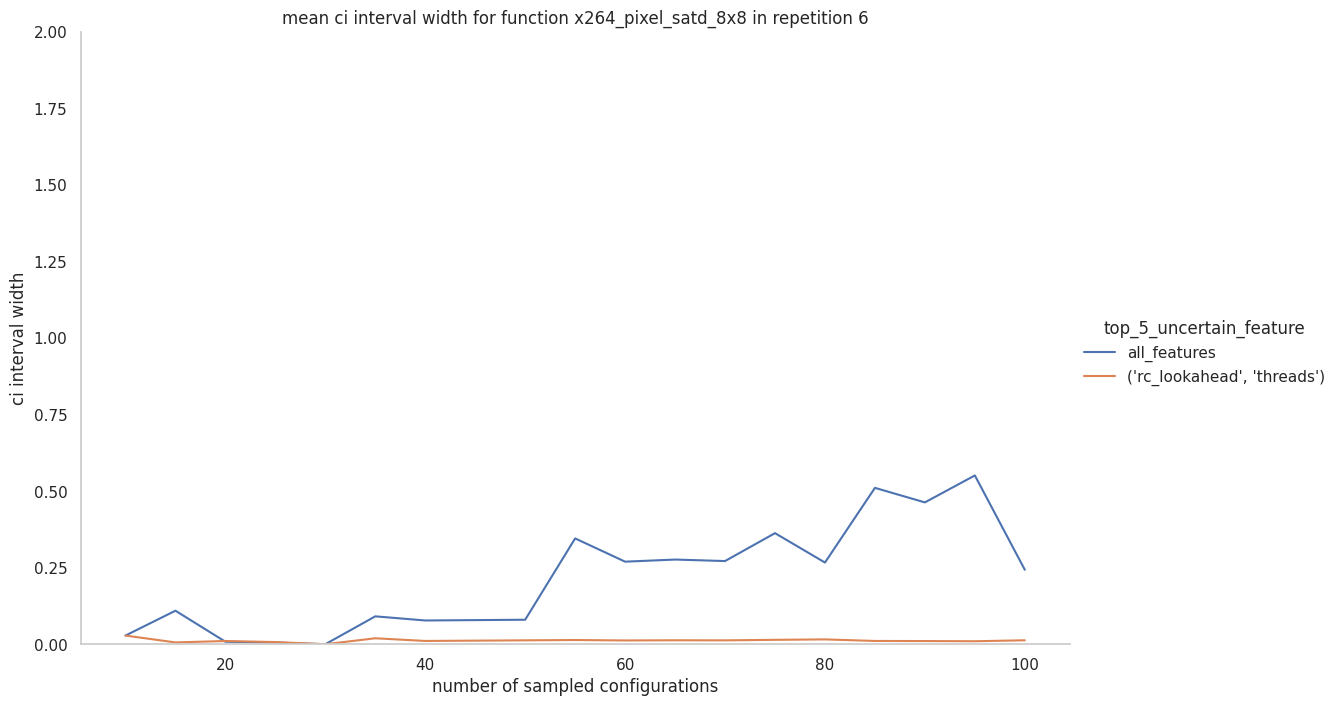 mean ci interval width for function x264_pixel_satd_8x8 in repetition 6
2.00
1.75
1.50
1.25
1.00
0.75
0.50
0.25
0.00
ci interval width
20
40
60
80
100
number of sampled configurations
top_5_uncertain_feature
all_features
('rc_lookahead', 'threads')